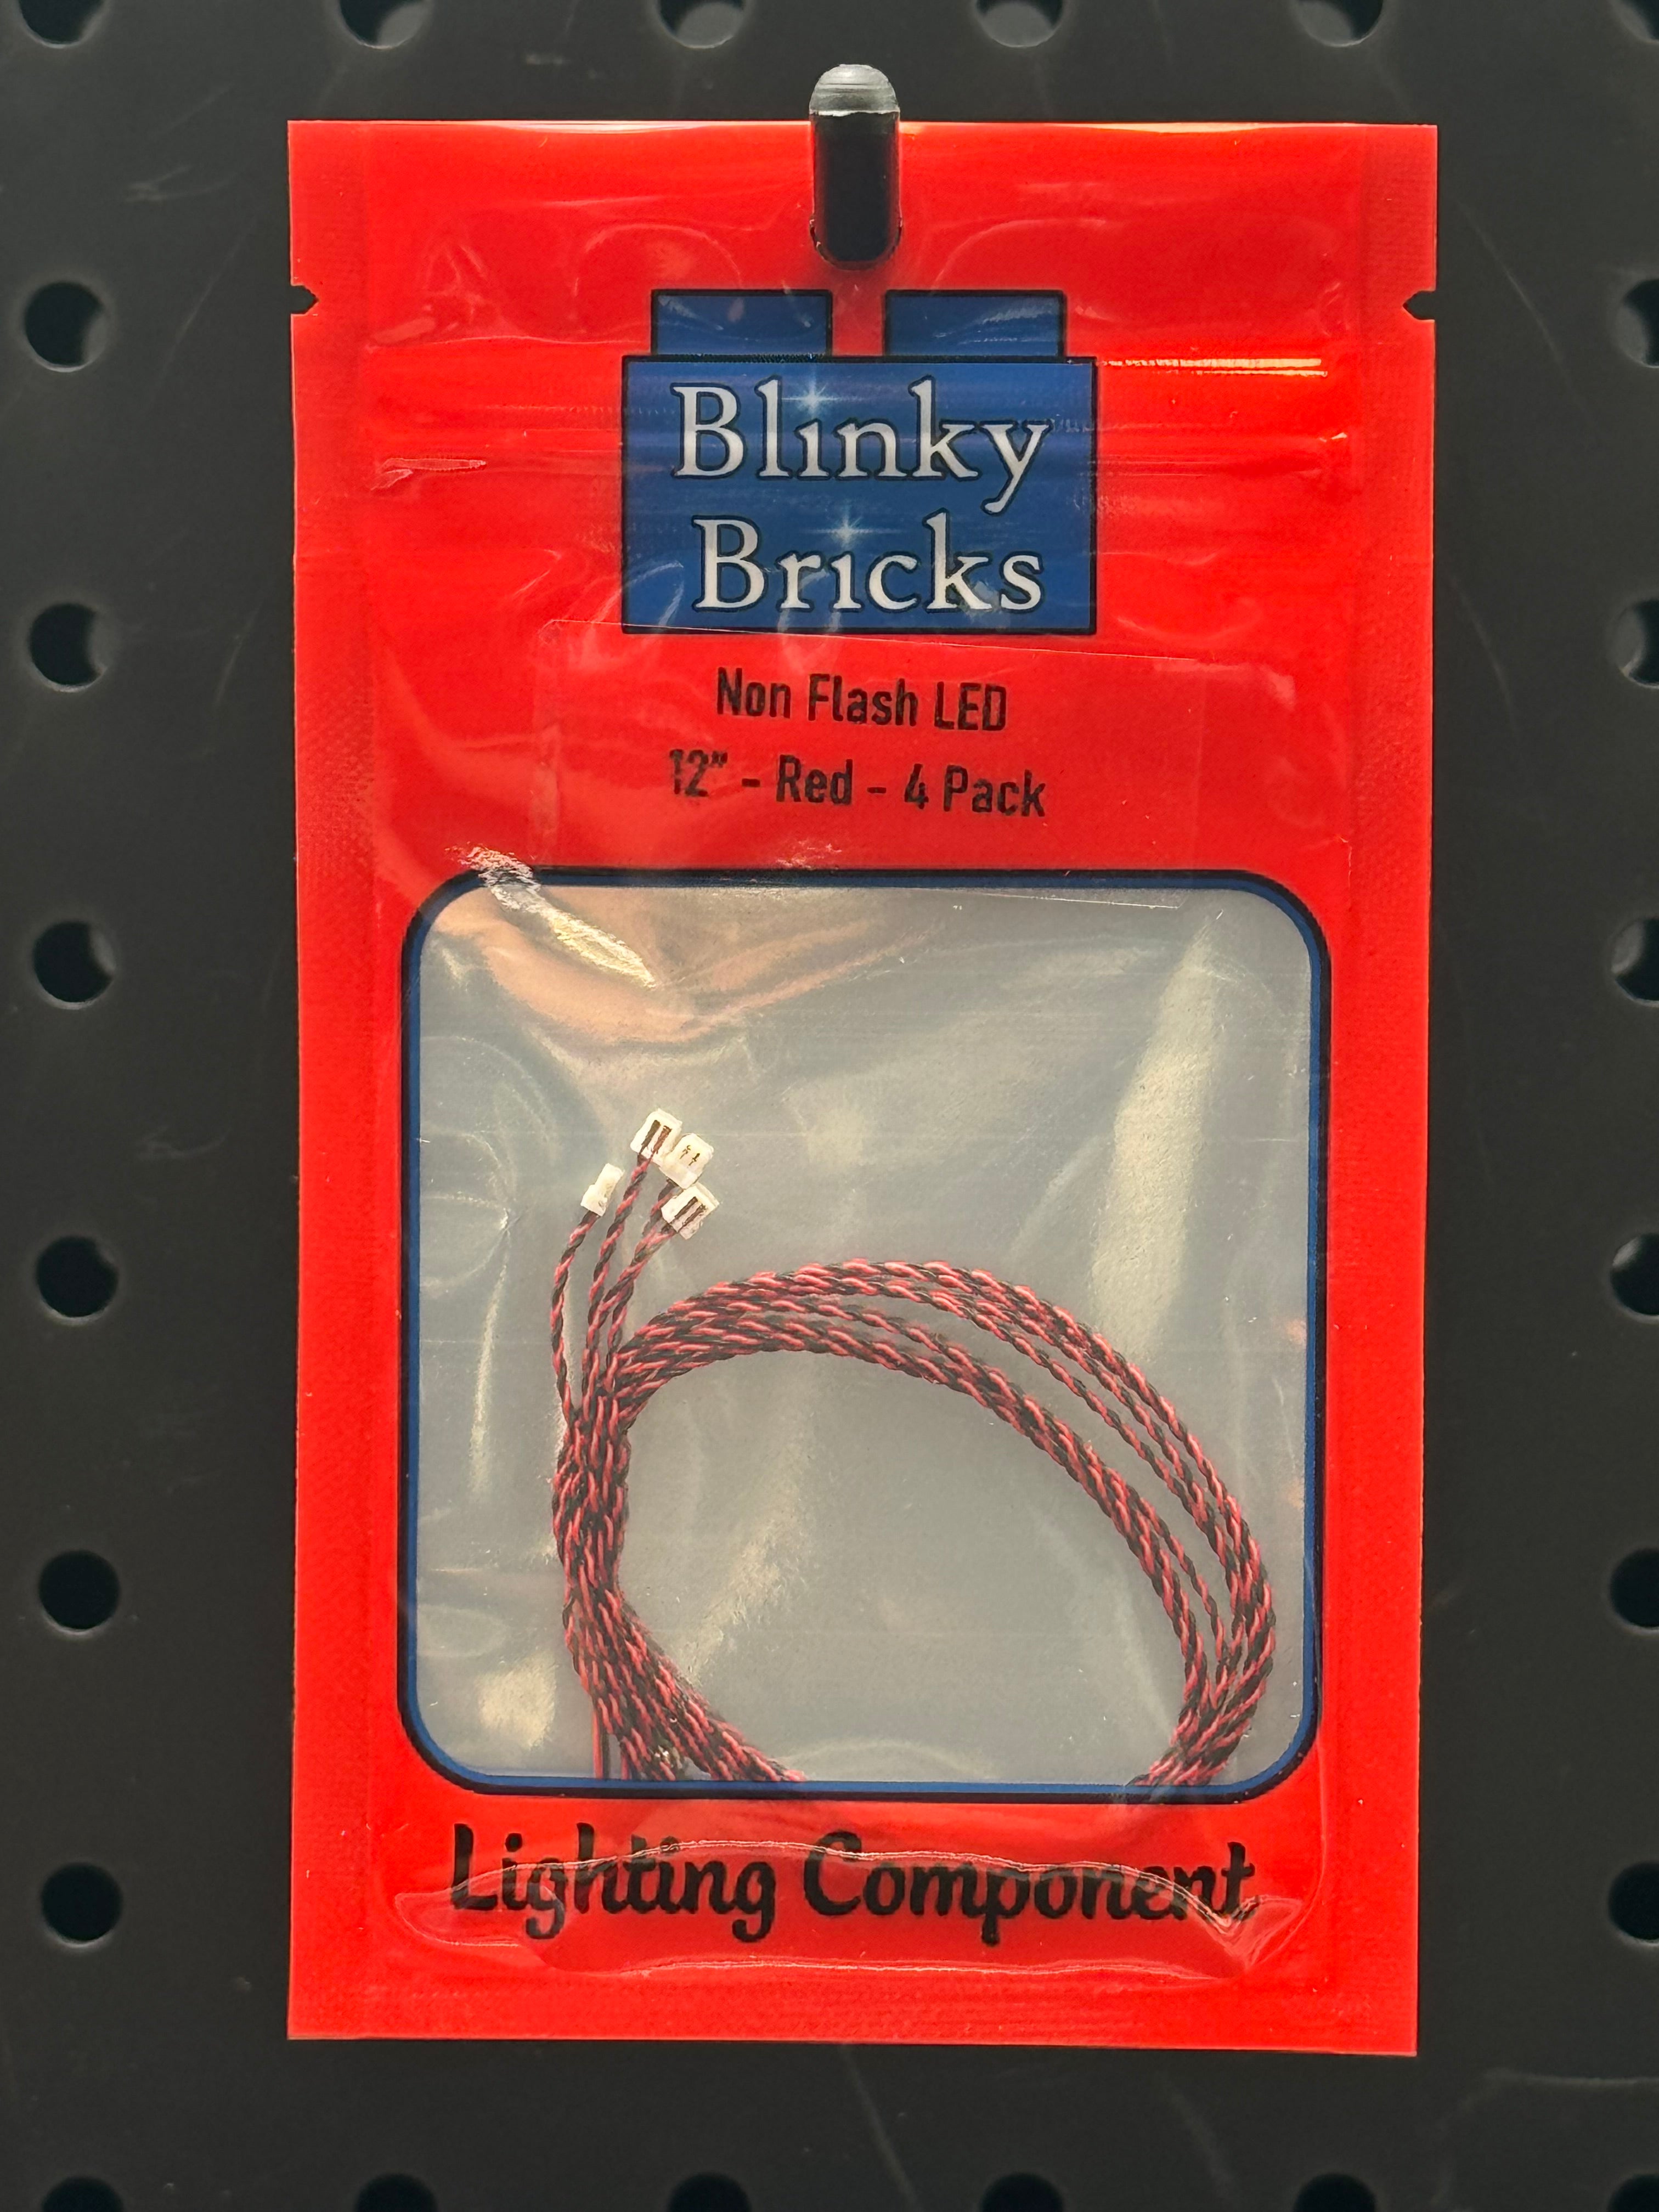 Blinky
Bricks
Non Flash LED
12" - Red - 4 Pack
Lighting Component